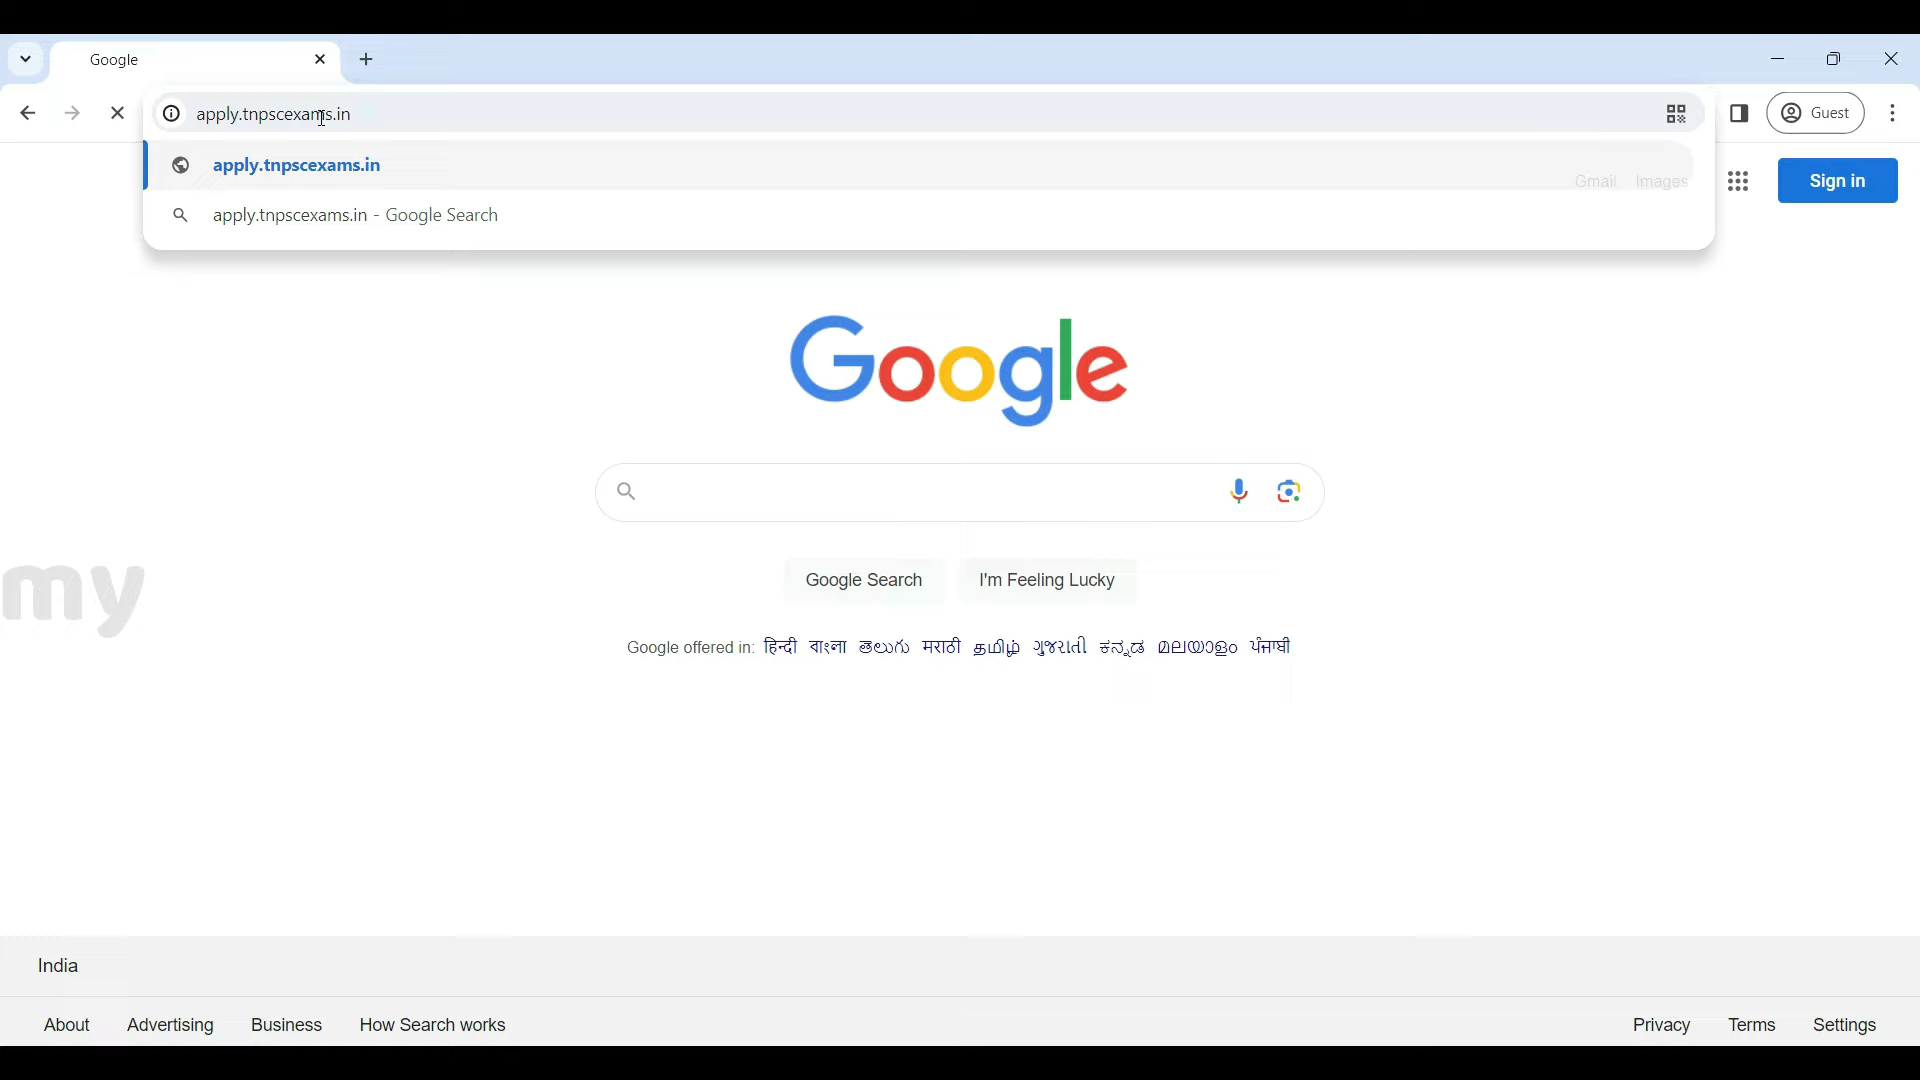 Google
apply.tnpscexams.in
Guest
apply.tnpscexams.in
Gmail Images
Sign in
apply.tnpscexams.in - Google Search
Google
my
Google Search I'm Feeling Lucky
Google offered in: हिन्दी বাংলা తెలుగు मराठी தமிழ் ગુજરાતી ಕನ್ನಡ മലയാളം ਪੰਜਾਬੀ
India
About Advertising Business How Search works Privacy Terms Settings